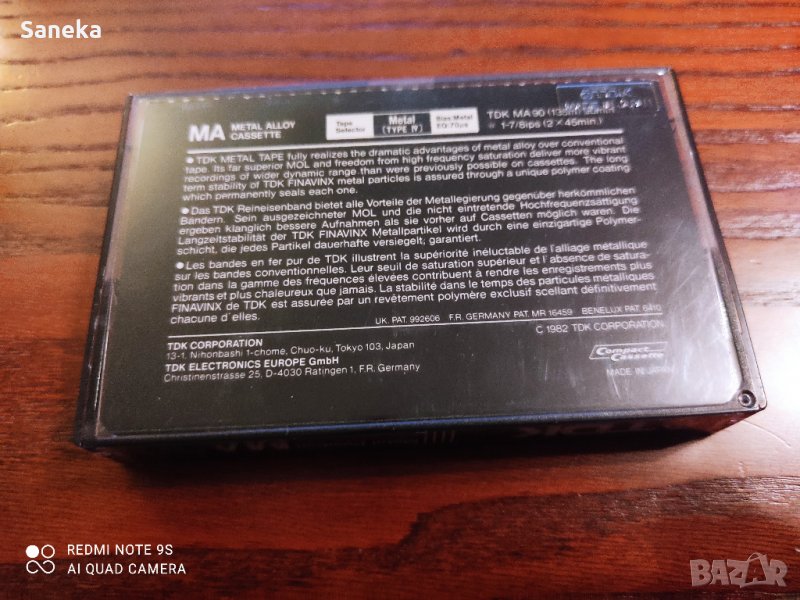 Saneka
MA METAL ALLOY CASSETTE
Tape Selector
Metal (TYPE IV)
Bias: Metal EQ: 70µs
TDK MA 90 (135m) 90min
1-7/8ips (2 × 45min.)
• TDK METAL TAPE fully realizes the dramatic advantages of metal alloy over conventional
tape. Its far superior MOL and freedom from high frequency saturation deliver more vibrant
recordings of wider dynamic range than were previously possible on cassettes. The long
term stability of TDK FINAVINX metal particles is assured through a unique polymer coating
which permanently seals each one.
• Das TDK Reineisenband bietet alle Vorteile der Metallegierung gegenüber herkömmlichen
Bändern. Sein ausgezeichneter MOL und die nicht eintretende Hochfrequenzsättigung
ergeben klanglich bessere Aufnahmen als sie vorher auf Cassetten möglich waren. Die
Langzeitstabilität der TDK FINAVINX Metallpartikel wird durch eine einzigartige Polymer-
schicht, die jedes Partikel dauerhafte versiegelt, garantiert.
• Les bandes en fer pur de TDK illustrent la supériorité inéluctable de l'alliage métallique
sur les bandes conventionnelles. Leur seuil de saturation supérieur et l'absence de satura-
tion dans la gamme des fréquences élevées contribuent à rendre les enregistrements plus
vibrants et plus chaleureux que jamais. La stabilité dans le temps des particules metalliques
FINAVINX de TDK est assurée par un revêtement polymère exclusif scellant définitivement
chacune d'elles.
UK. PAT. 992606 F.R. GERMANY PAT. MR 16459 BENELUX PAT. 6410
TDK CORPORATION
13-1, Nihonbashi 1-chome, Chuo-ku, Tokyo 103, Japan
TDK ELECTRONICS EUROPE GmbH
Christinenstrasse 25, D-4030 Ratingen 1, F.R. Germany
C 1982 TDK CORPORATION
Compact Cassette
MADE IN JAPAN
MA
TDK
REDMI NOTE 9S
AI QUAD CAMERA
BAZAR